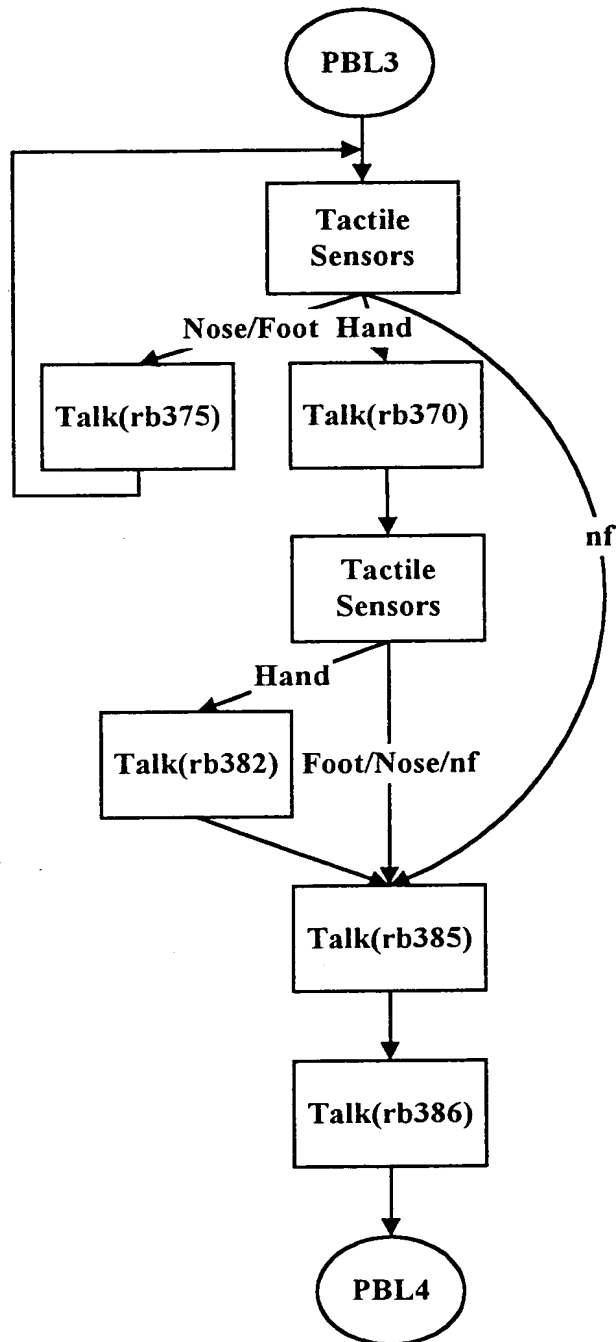 PBL3
Tactile
Sensors
Nose/Foot Hand
Talk(rb375)
Talk(rb370)
nf
Tactile
Sensors
Hand
Talk(rb382)
Foot/Nose/nf
Talk(rb385)
Talk(rb386)
PBL4